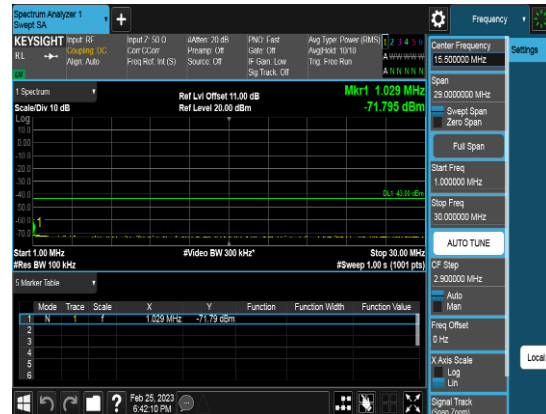 Spectrum Analyzer 1
Swept SA
+
Frequency
KEYSIGHT
RL
LW
Input: RF
Coupling: DC
Align: Auto
Input Z: 50 Ω
Corr CCorr
Freq Ref: Int (S)
#Atten: 20 dB
Preamp: Off
Source: Off
PNO: Fast
Gate: Off
IF Gain: Low
Sig Track: Off
Avg Type: Power (RMS)
Avg|Hold: 10/10
Trig: Free Run
1 2 3 4 5 6
A W W W W W
A N N N N N
1 Spectrum
Scale/Div 10 dB
Ref Lvl Offset 11.00 dB
Ref Level 20.00 dBm
Mkr1 1.029 MHz
-71.795 dBm
Log
10.0
0.00
-10.0
-20.0
-30.0
-40.0
-50.0
-60.0
-70.0
DL1 -43.00 dBm
1
Start 1.00 MHz
#Res BW 100 kHz
#Video BW 300 kHz*
Stop 30.00 MHz
#Sweep 1.00 s (1001 pts)
5 Marker Table
Mode Trace Scale X Y Function Function Width Function Value
1 N 1 f 1.029 MHz -71.79 dBm
2
3
4
5
6
Feb 25, 2023
6:42:10 PM
Center Frequency
15.500000 MHz
Span
29.0000000 MHz
Swept Span
Zero Span
Full Span
Start Freq
1.000000 MHz
Stop Freq
30.000000 MHz
AUTO TUNE
CF Step
2.900000 MHz
Auto
Man
Freq Offset
0 Hz
X Axis Scale
Log
Lin
Signal Track
(Span Zoom)
Settings
Local